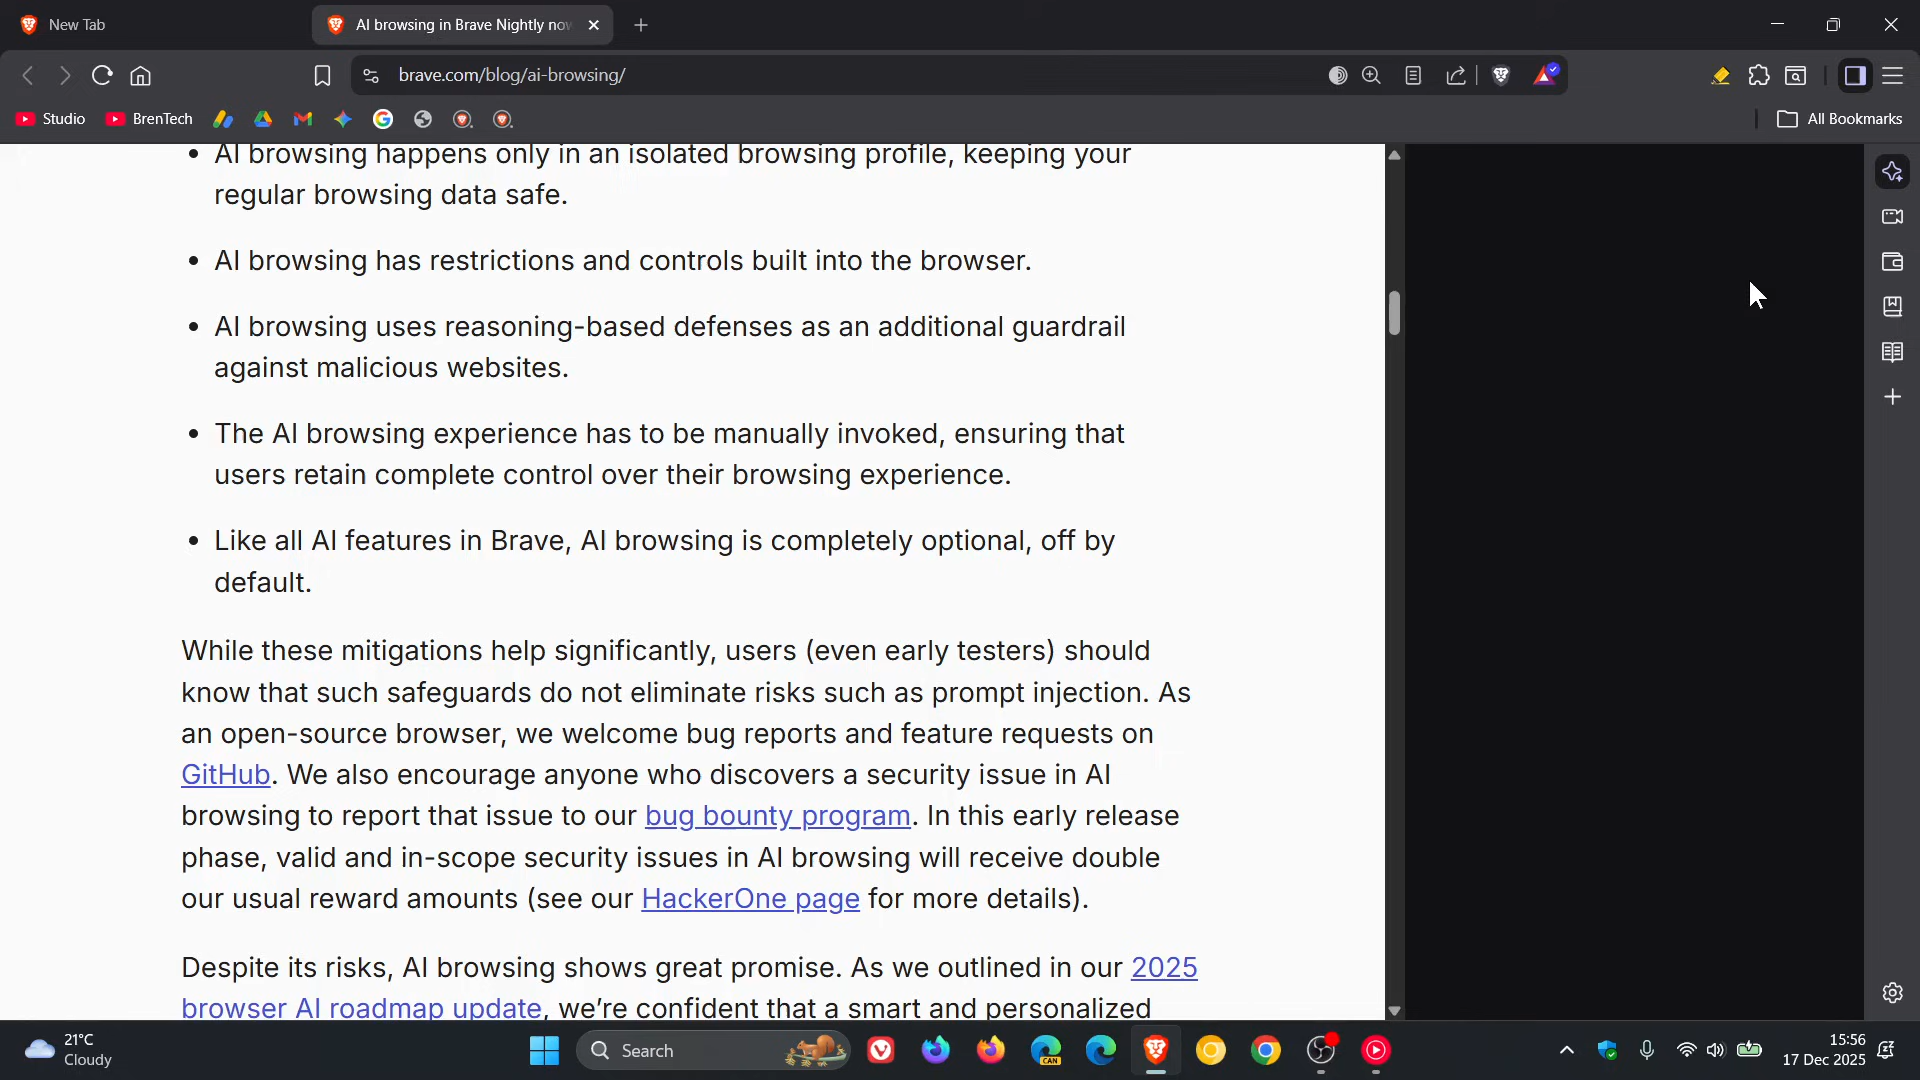 New Tab
AI browsing in Brave Nightly now
brave.com/blog/ai-browsing/
Studio
BrenTech
All Bookmarks
• AI browsing happens only in an isolated browsing profile, keeping your
regular browsing data safe.
• AI browsing has restrictions and controls built into the browser.
• AI browsing uses reasoning-based defenses as an additional guardrail
against malicious websites.
• The AI browsing experience has to be manually invoked, ensuring that
users retain complete control over their browsing experience.
• Like all AI features in Brave, AI browsing is completely optional, off by
default.
While these mitigations help significantly, users (even early testers) should
know that such safeguards do not eliminate risks such as prompt injection. As
an open-source browser, we welcome bug reports and feature requests on
GitHub. We also encourage anyone who discovers a security issue in AI
browsing to report that issue to our bug bounty program. In this early release
phase, valid and in-scope security issues in AI browsing will receive double
our usual reward amounts (see our HackerOne page for more details).
Despite its risks, AI browsing shows great promise. As we outlined in our 2025
browser AI roadmap update, we're confident that a smart and personalized
21°C
Cloudy
Search
CAN
15:56
17 Dec 2025